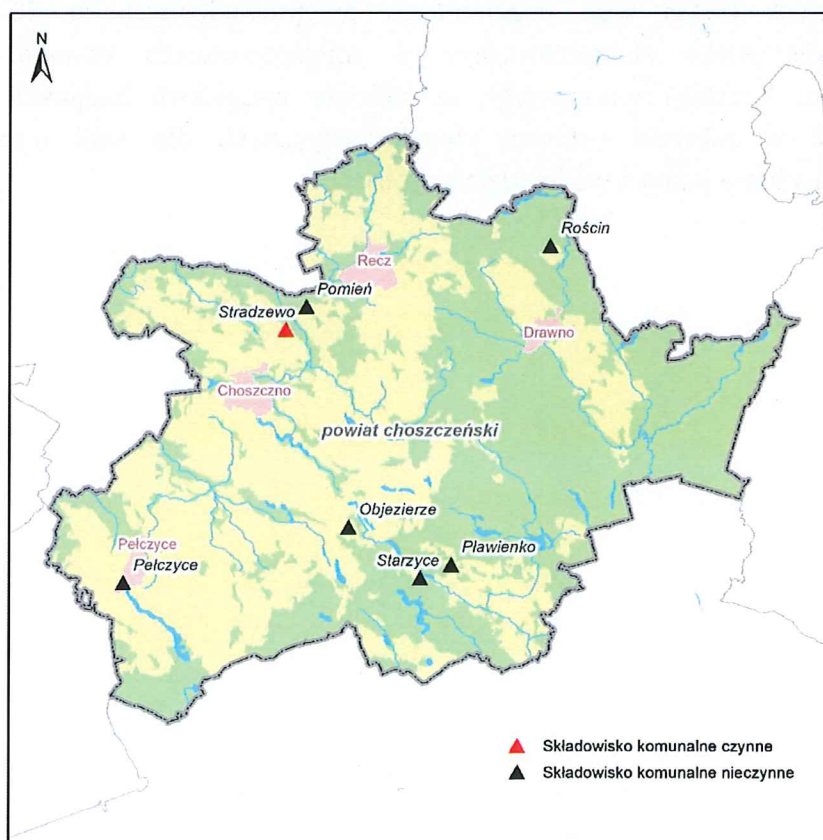 N
Rościn
Recz
Pomień
Stradzewo
Drawno
Choszczno
powiat choszczeński
Objezierze
Pławienko
Starzyce
Pełczyce
Pełczyce
Składowisko komunalne czynne
Składowisko komunalne nieczynne